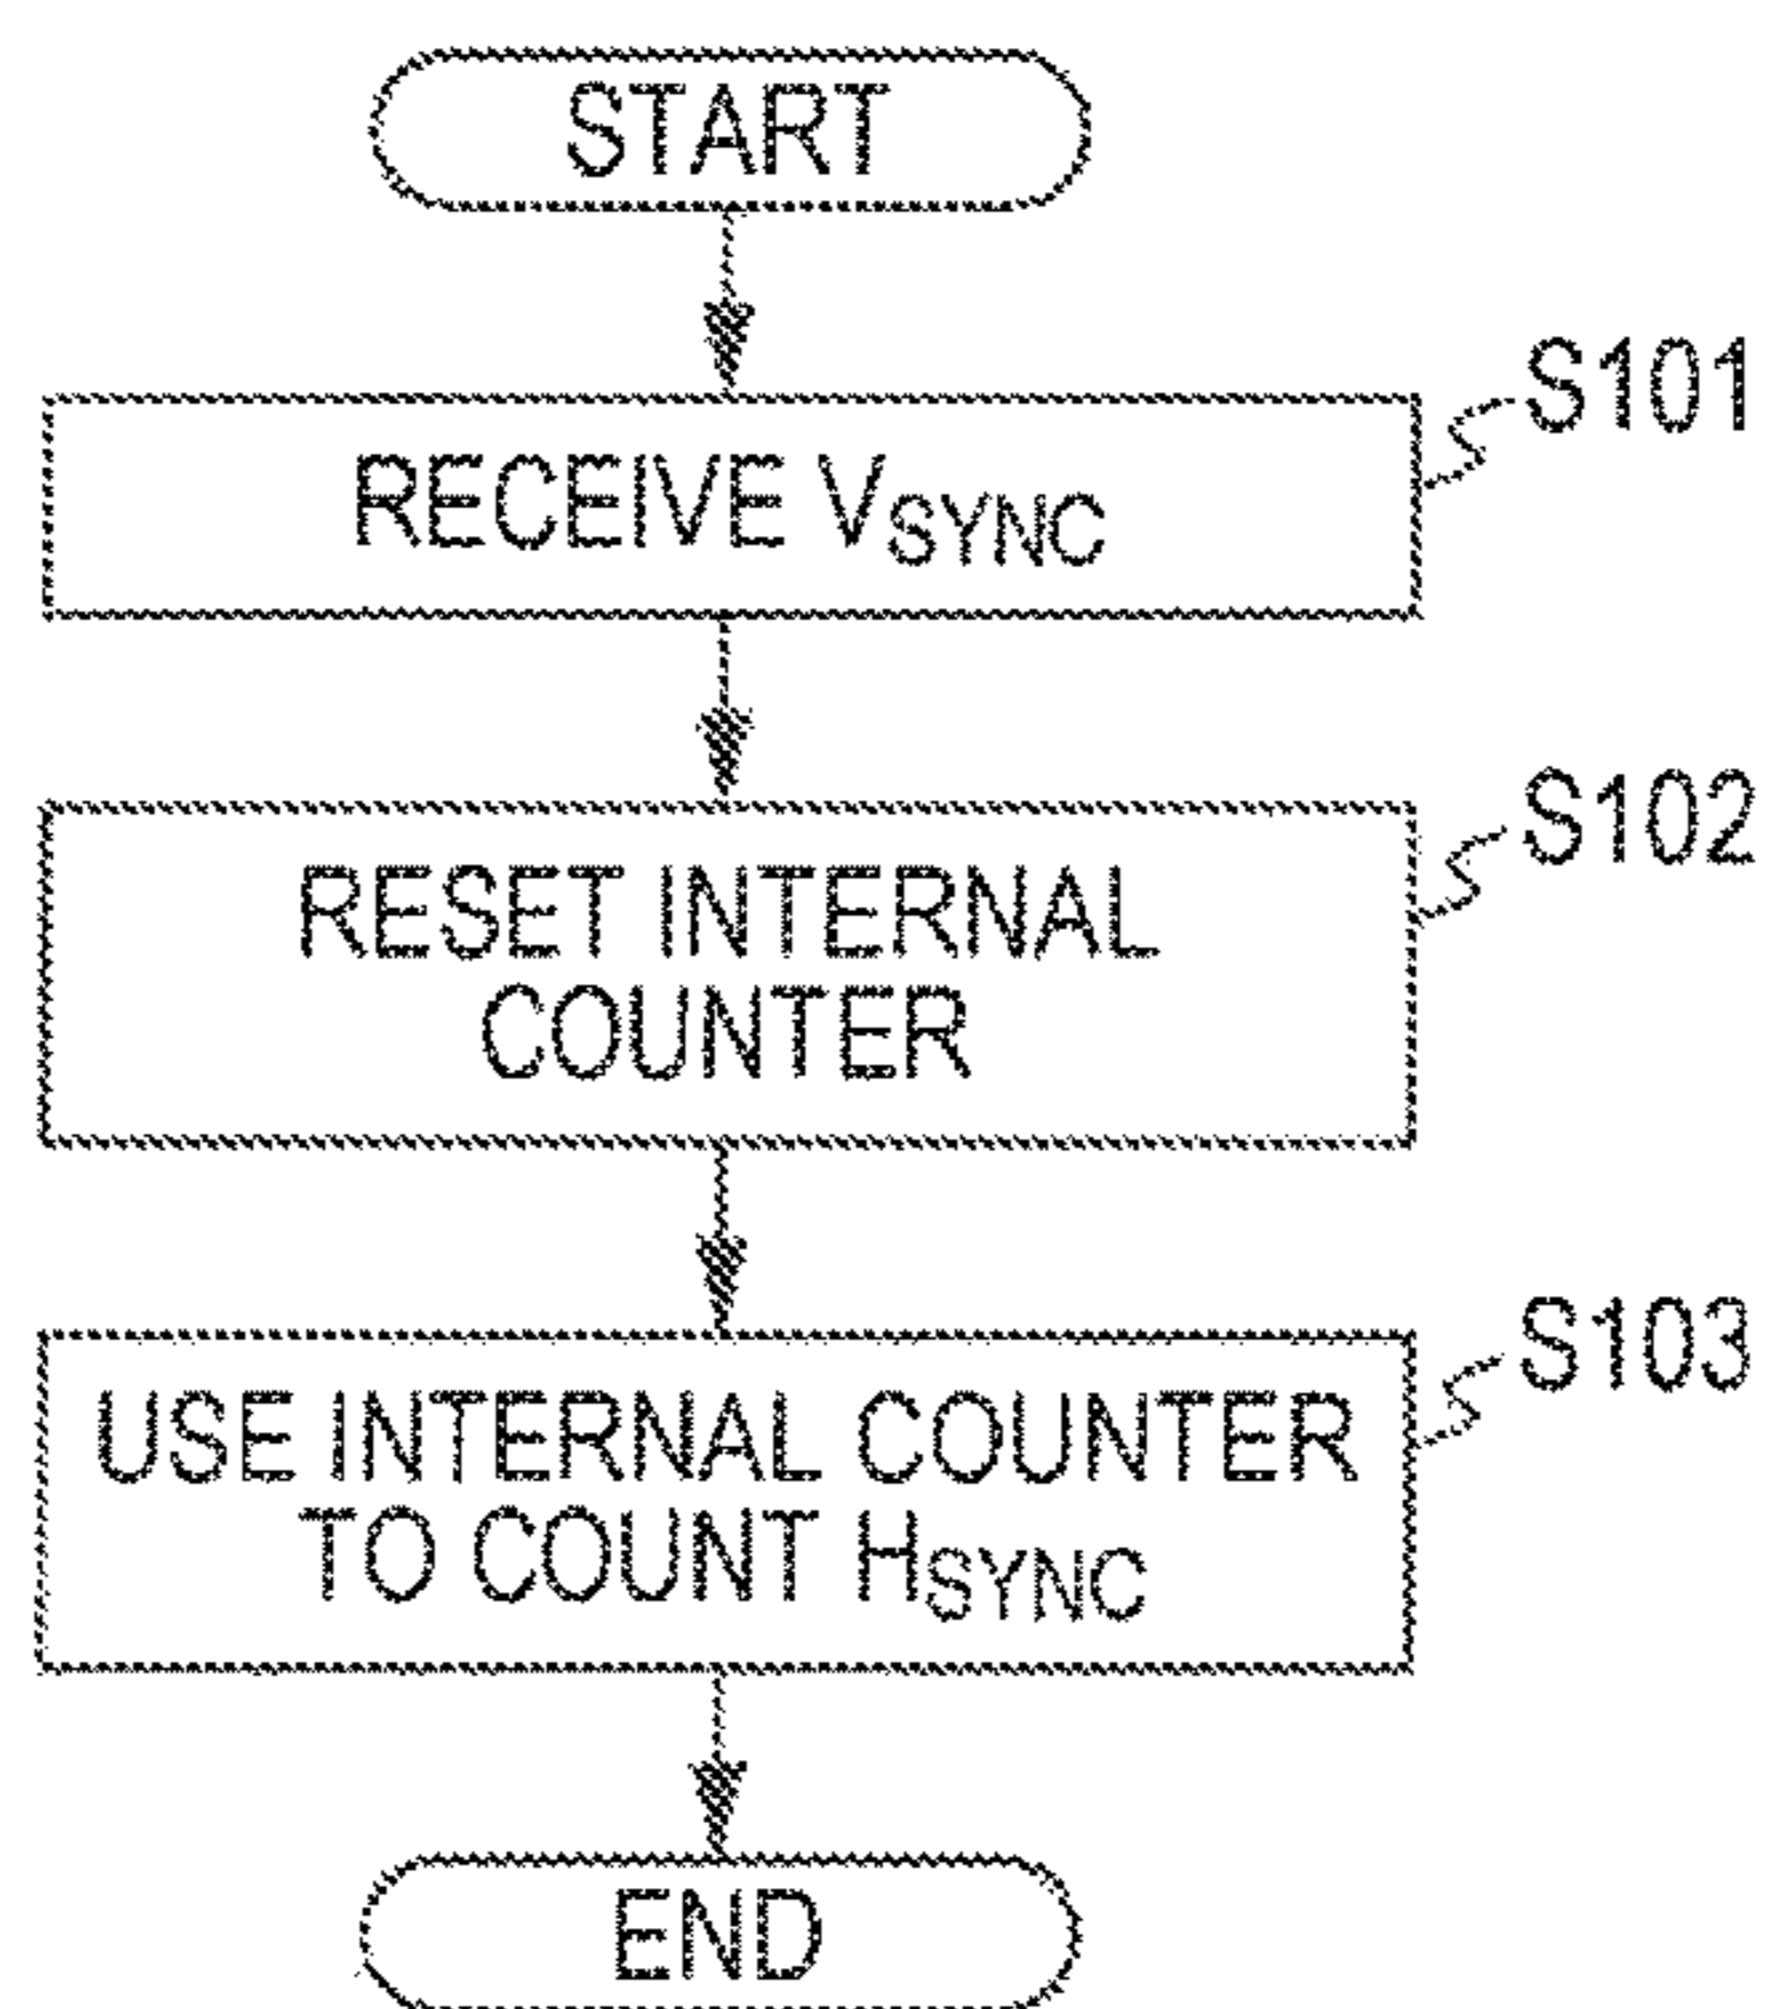 START
S101
RECEIVE VSYNC
S102
RESET INTERNAL
COUNTER
S103
USE INTERNAL COUNTER
TO COUNT HSYNC
END